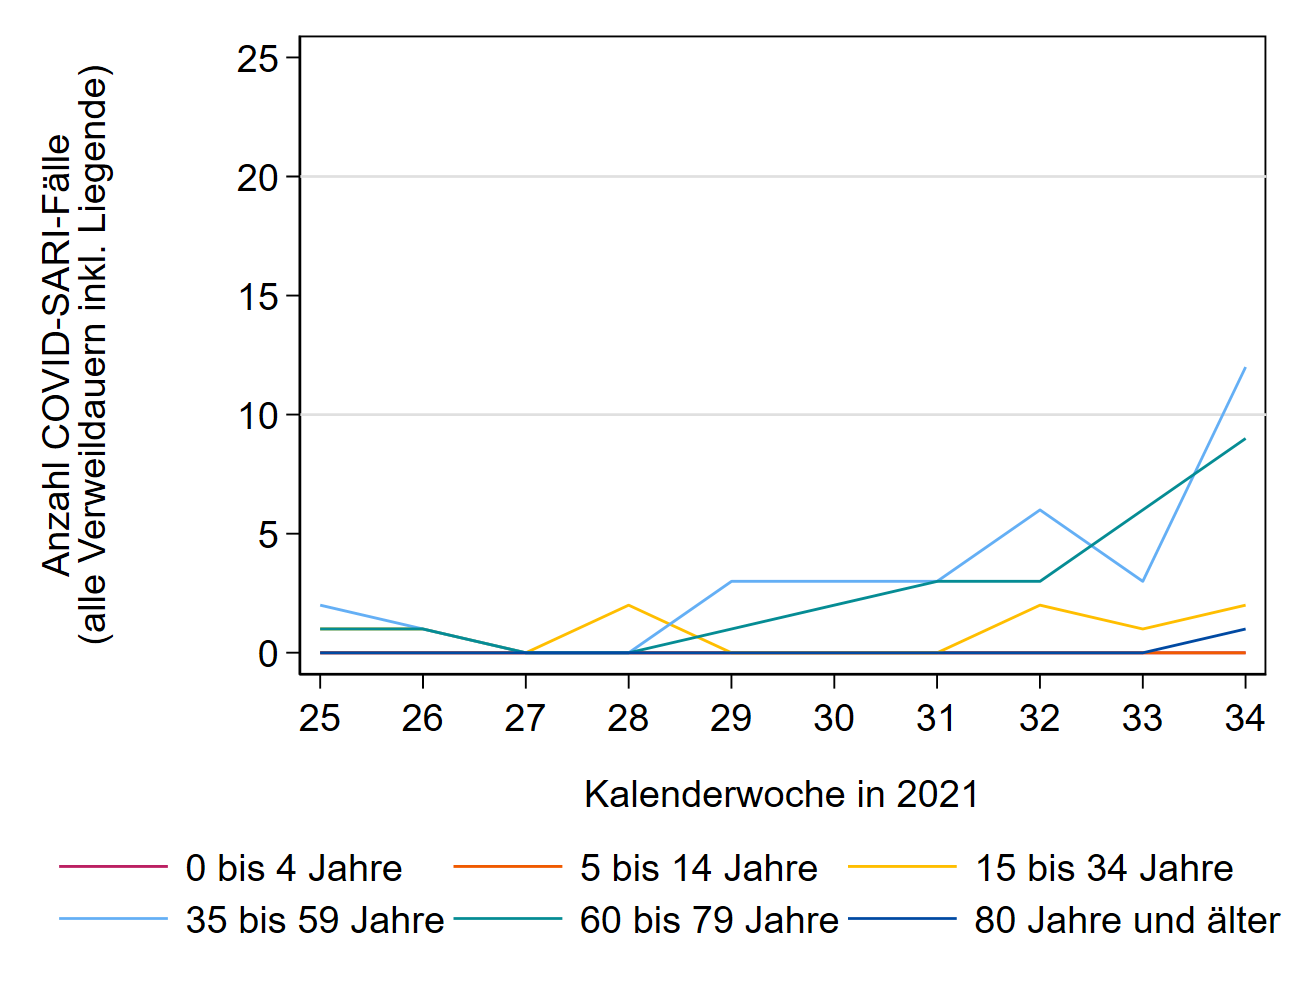 Anzahl COVID-SARI-Fälle
(alle Verweildauern inkl. Liegende)
25
20
15
10
5
0
25 26 27 28 29 30 31 32 33 34
Kalenderwoche in 2021
0 bis 4 Jahre 5 bis 14 Jahre 15 bis 34 Jahre
35 bis 59 Jahre 60 bis 79 Jahre 80 Jahre und älter